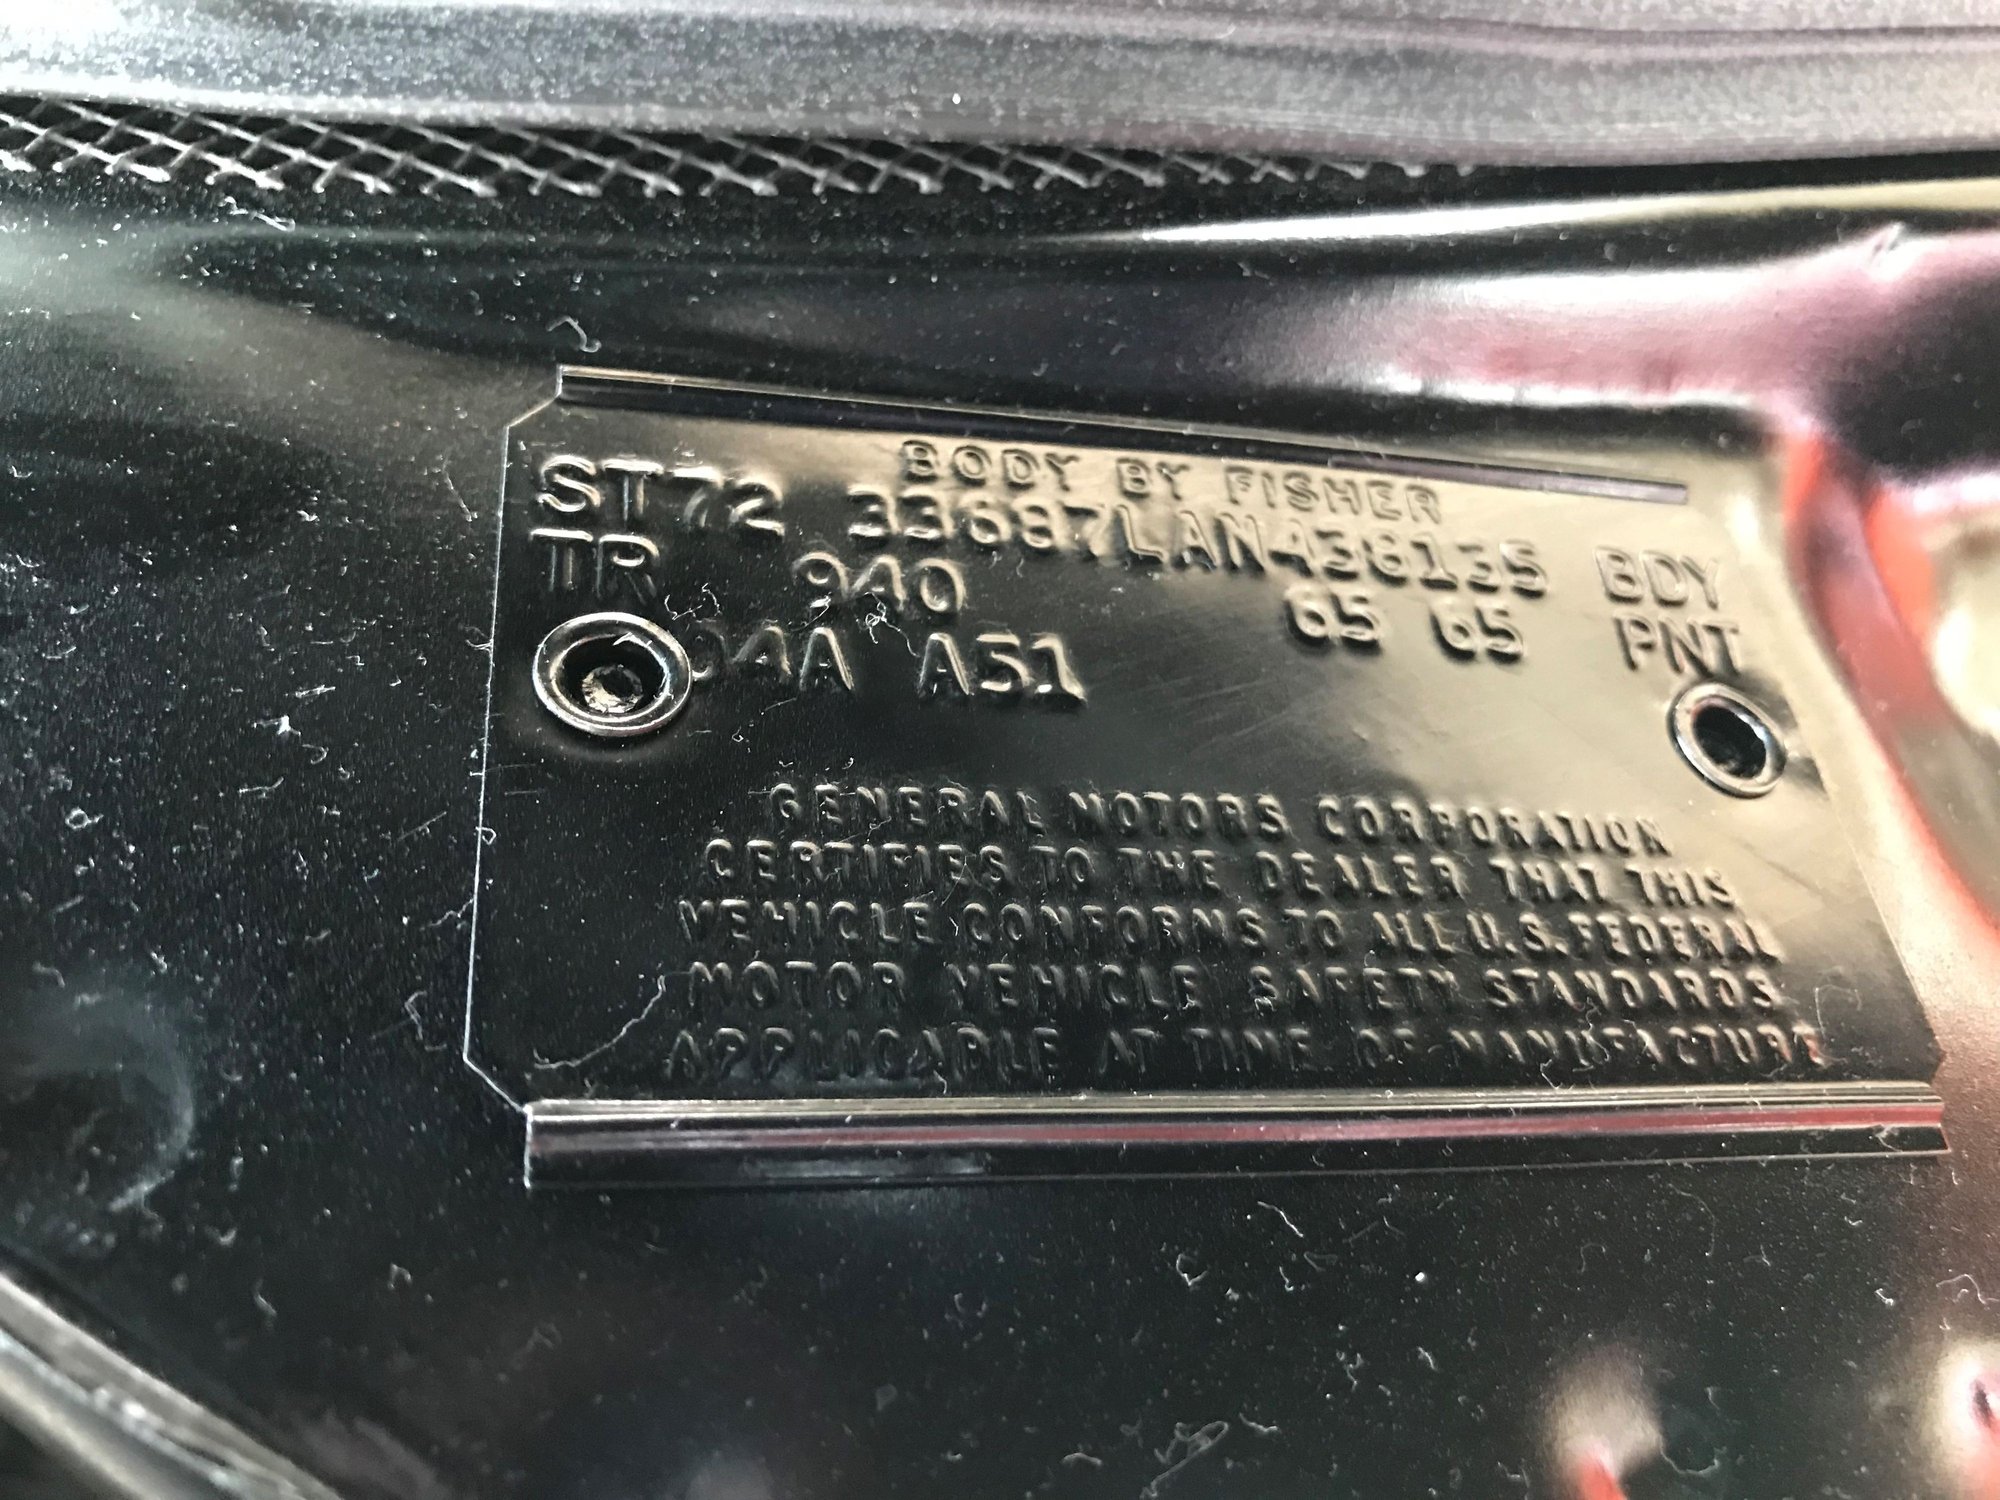 BODY BY FISHER
ST72 33687LAN438135 BDY
TR 940 65 65 PNT
04A A51
GENERAL MOTORS CORPORATION
CERTIFIES TO THE DEALER THAT THIS
VEHICLE CONFORMS TO ALL U.S. FEDERAL
MOTOR VEHICLE SAFETY STANDARDS
APPLICABLE AT TIME OF MANUFACTURE